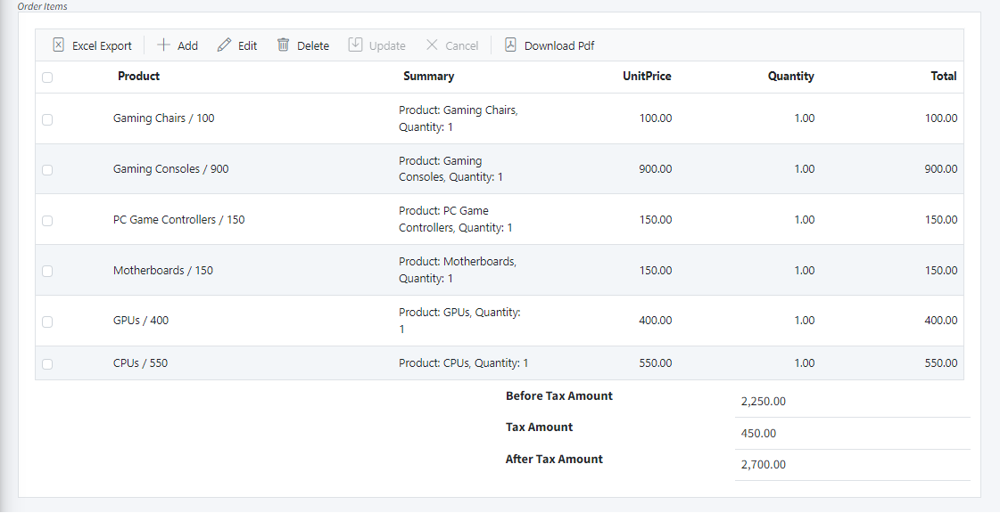 Order Items
Excel Export Add Edit Delete Update Cancel Download Pdf
Product Summary UnitPrice Quantity Total
Gaming Chairs / 100 Product: Gaming Chairs, 100.00 1.00 100.00
Quantity: 1
Gaming Consoles / 900 Product: Gaming 900.00 1.00 900.00
Consoles, Quantity: 1
PC Game Controllers / 150 Product: PC Game 150.00 1.00 150.00
Controllers, Quantity: 1
Motherboards / 150 Product: Motherboards, 150.00 1.00 150.00
Quantity: 1
GPUs / 400 Product: GPUs, Quantity: 400.00 1.00 400.00
1
CPUs / 550 Product: CPUs, Quantity: 1 550.00 1.00 550.00
Before Tax Amount 2,250.00
Tax Amount 450.00
After Tax Amount 2,700.00